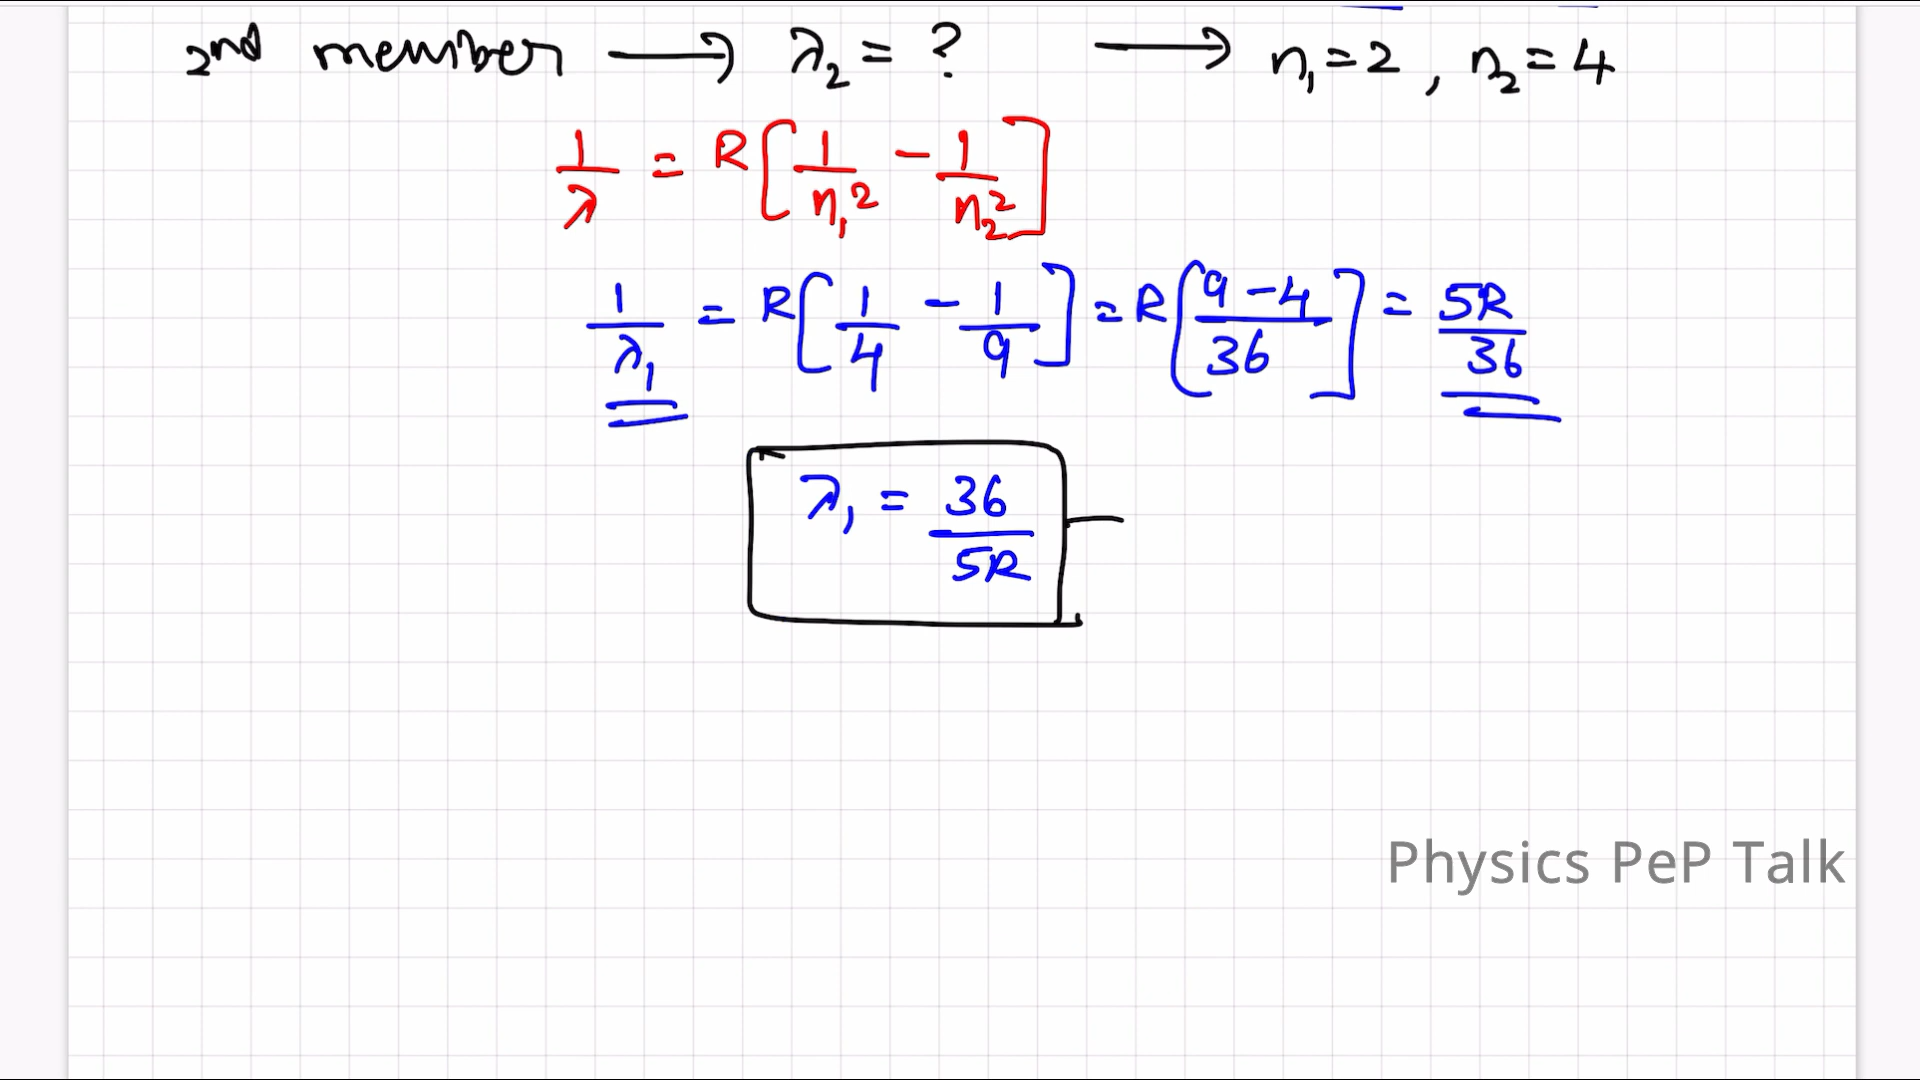 2nd member ⟶ λ₂ = ? ⟶ n₁ = 2 , n₂ = 4
1/λ = R[1/n₁² − 1/n₂²]
1/λ₁ = R[1/4 − 1/9] = R[(9 − 4)/36] = 5R/36
λ₁ = 36/5R
Physics PeP Talk